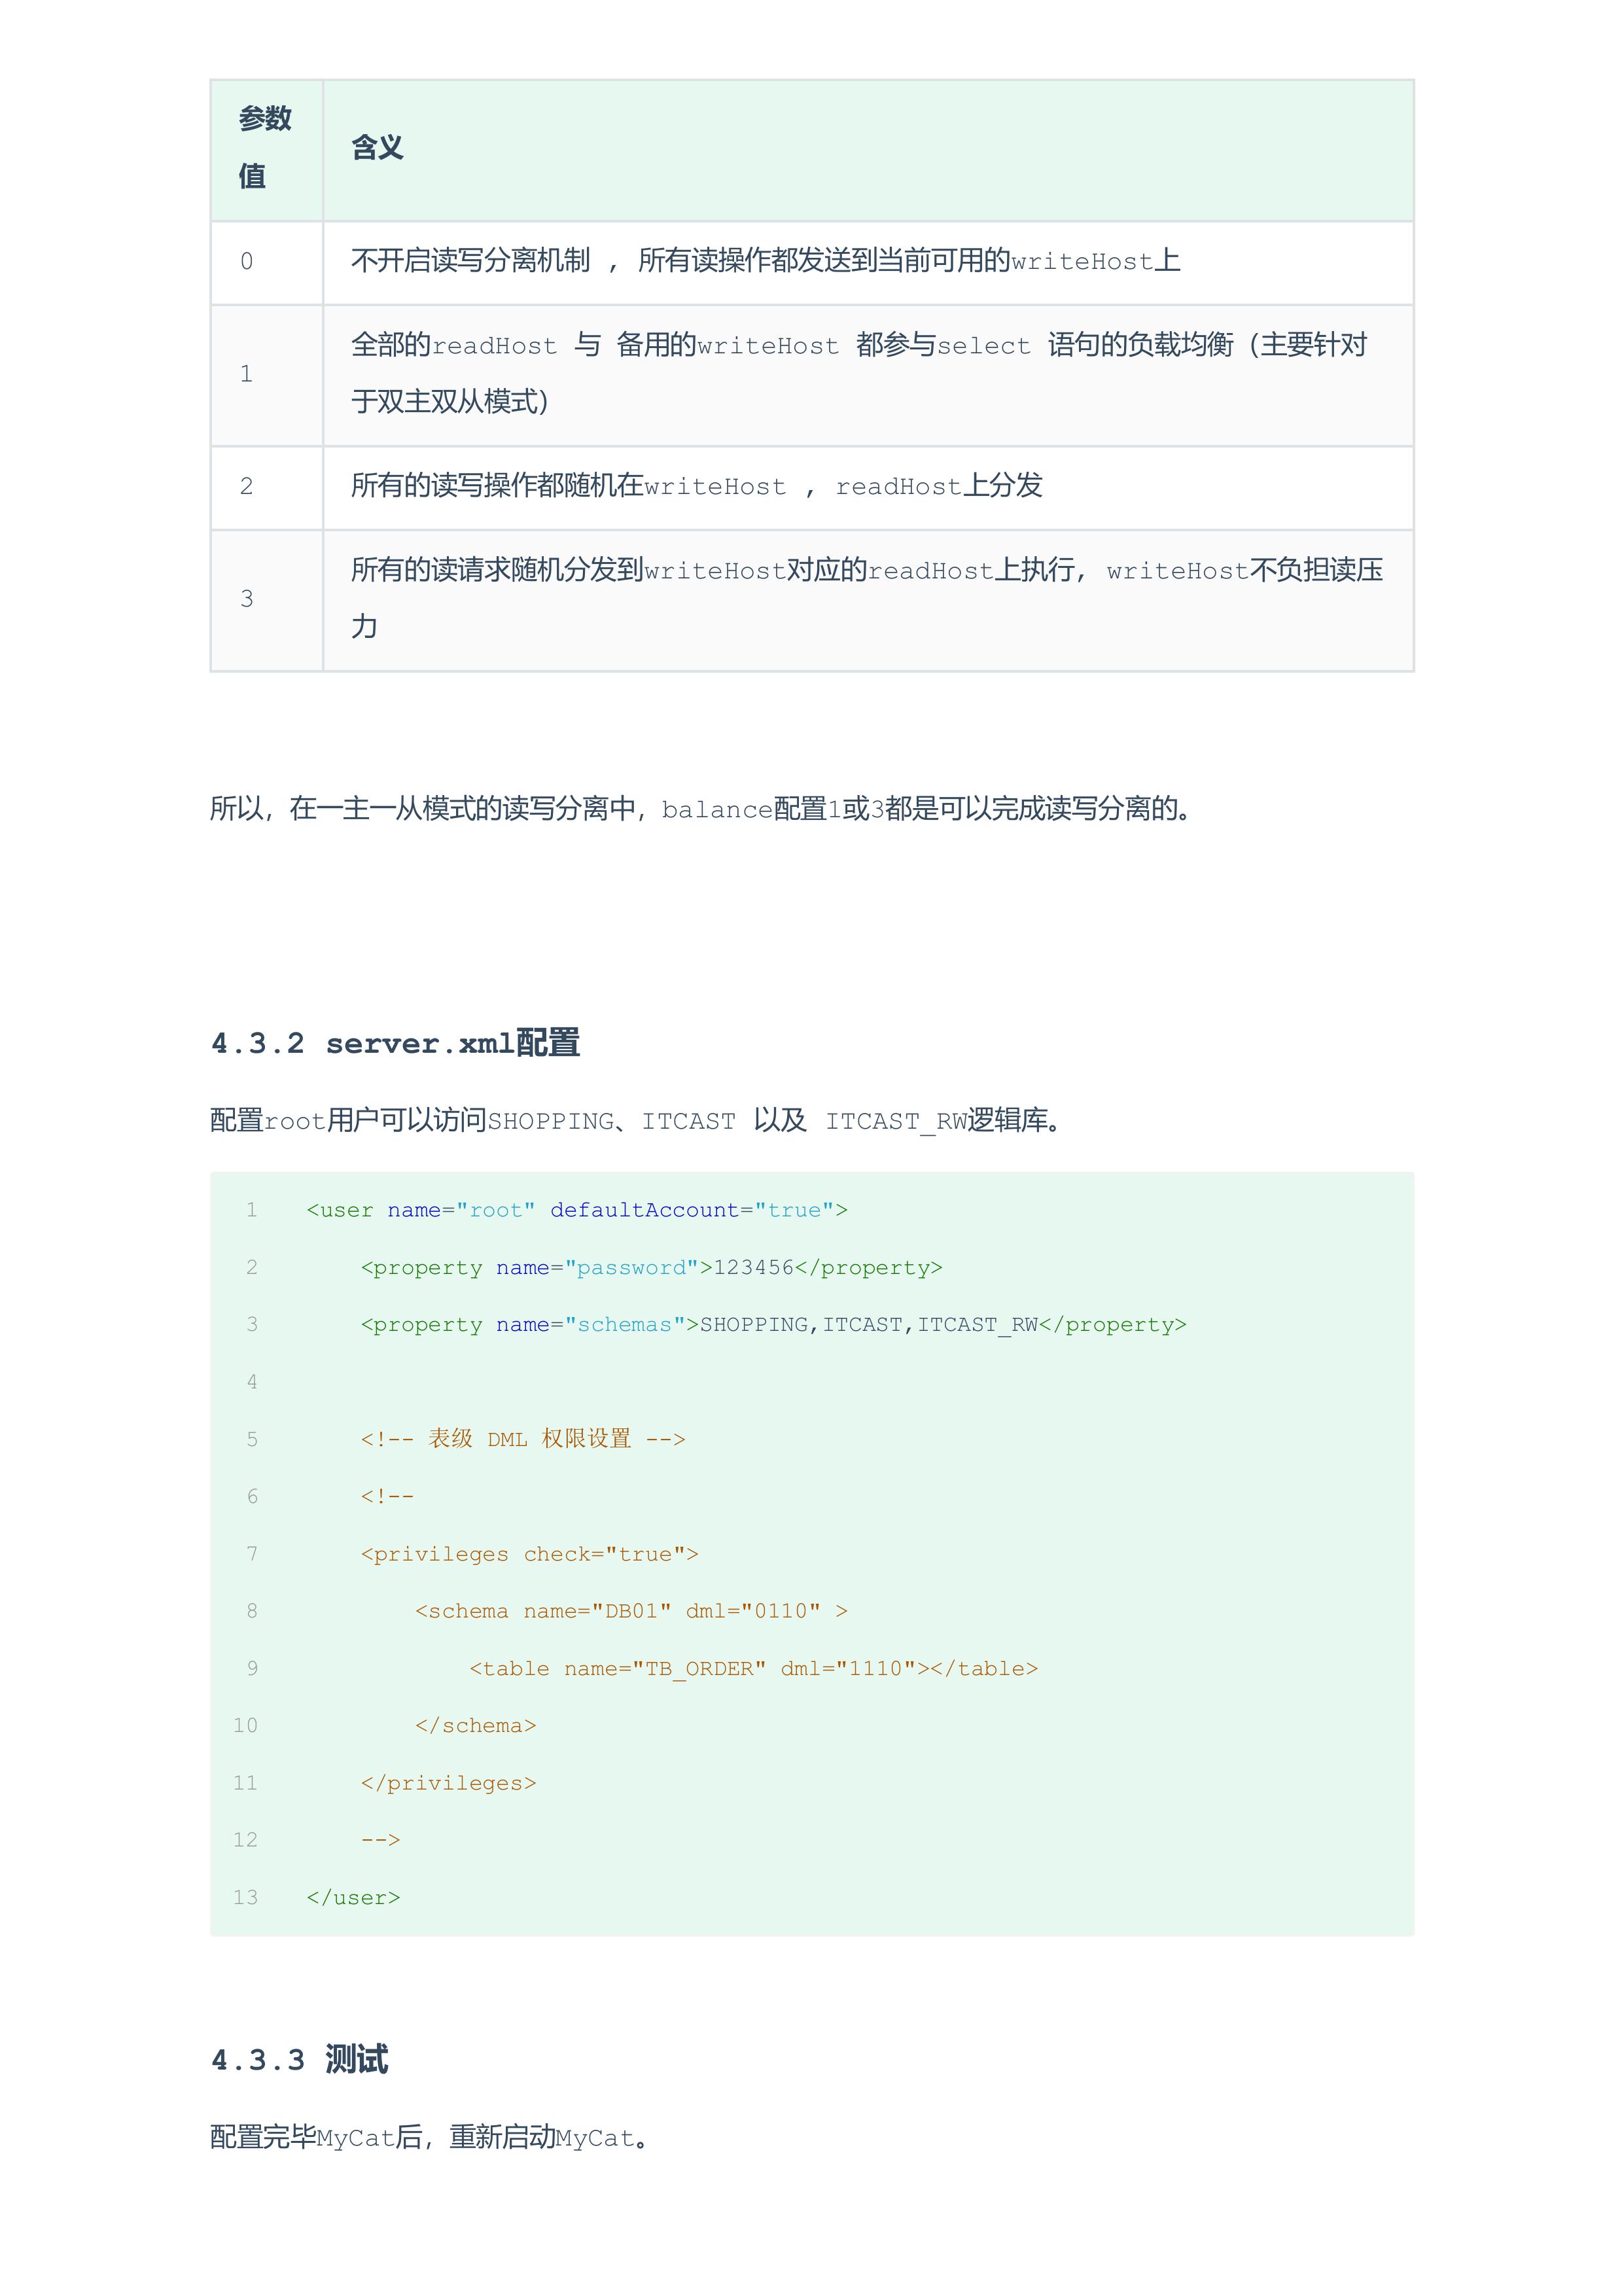 参数
值
含义
0
不开启读写分离机制 , 所有读操作都发送到当前可用的writeHost上
1
全部的readHost 与 备用的writeHost 都参与select 语句的负载均衡（主要针对
于双主双从模式）
2
所有的读写操作都随机在writeHost , readHost上分发
3
所有的读请求随机分发到writeHost对应的readHost上执行, writeHost不负担读压
力
所以，在一主一从模式的读写分离中，balance配置1或3都是可以完成读写分离的。
4.3.2 server.xml配置
配置root用户可以访问SHOPPING、ITCAST 以及 ITCAST_RW逻辑库。
1 <user name="root" defaultAccount="true">
2     <property name="password">123456</property>
3     <property name="schemas">SHOPPING,ITCAST,ITCAST_RW</property>
4
5     <!-- 表级 DML 权限设置 -->
6     <!--
7     <privileges check="true">
8         <schema name="DB01" dml="0110" >
9             <table name="TB_ORDER" dml="1110"></table>
10         </schema>
11     </privileges>
12     -->
13 </user>
4.3.3 测试
配置完毕MyCat后，重新启动MyCat。